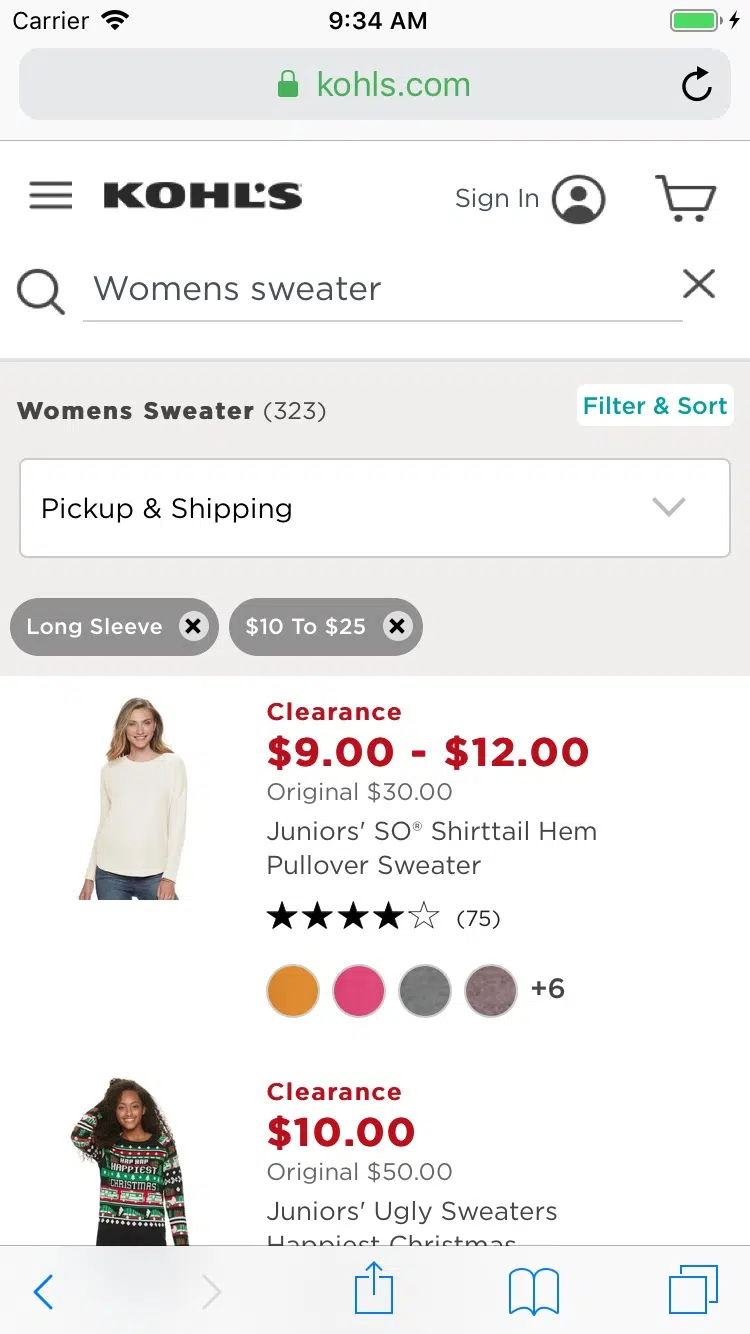 Carrier 9:34 AM
kohls.com
KOHL'S Sign In
Womens sweater
Womens Sweater (323) Filter & Sort
Pickup & Shipping
Long Sleeve $10 To $25
Clearance
$9.00 - $12.00
Original $30.00
Juniors' SO® Shirttail Hem
Pullover Sweater
(75)
+6
Clearance
$10.00
Original $50.00
HAPPIEST
CHRISTMAS
Juniors' Ugly Sweaters
Happiest Christmas